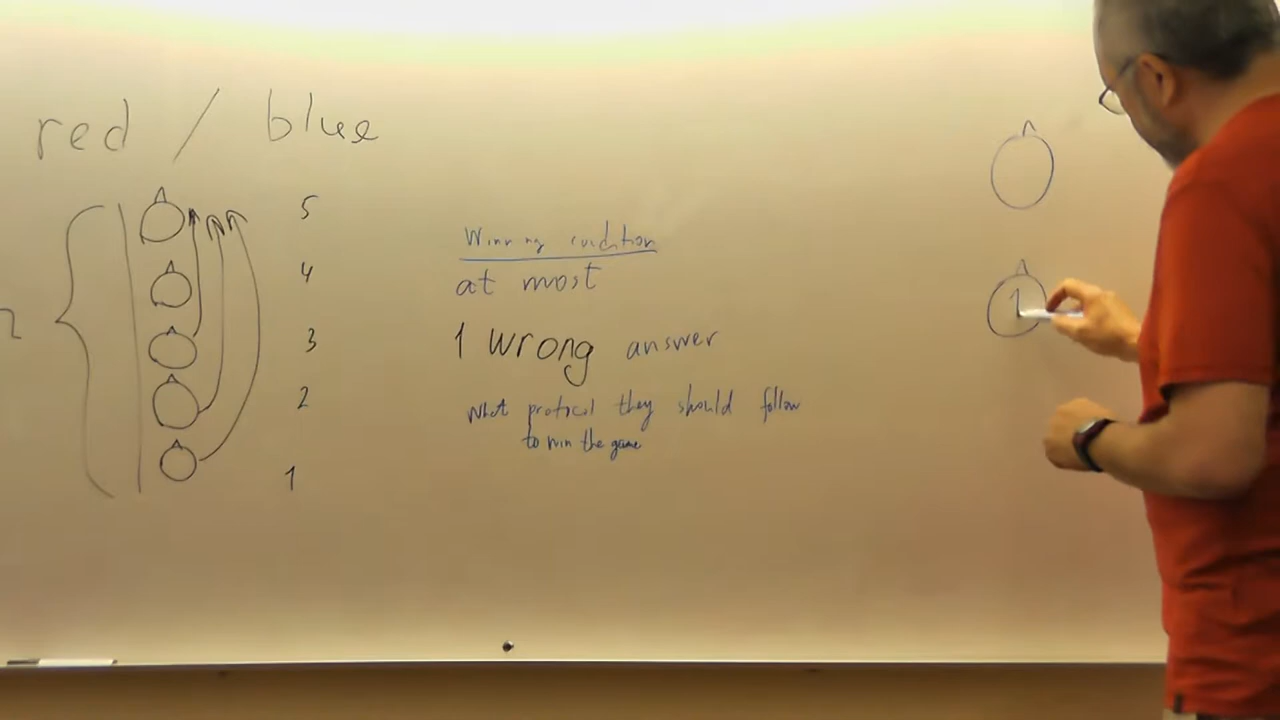 red / blue
5
4
3
2
1
Winning condition
at most
1 wrong answer
What protocol they should follow
to win the game
1